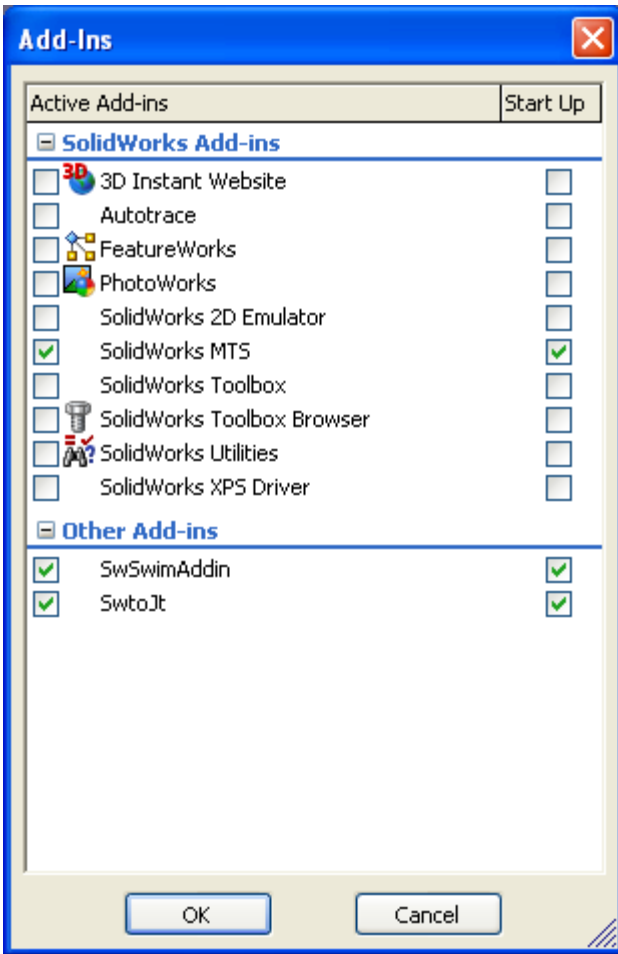 Add-Ins
Active Add-ins Start Up
SolidWorks Add-ins
3D 3D Instant Website
Autotrace
FeatureWorks
PhotoWorks
SolidWorks 2D Emulator
SolidWorks MTS
SolidWorks Toolbox
SolidWorks Toolbox Browser
? SolidWorks Utilities
SolidWorks XPS Driver
Other Add-ins
SwSwimAddin
SwtoJt
OK Cancel